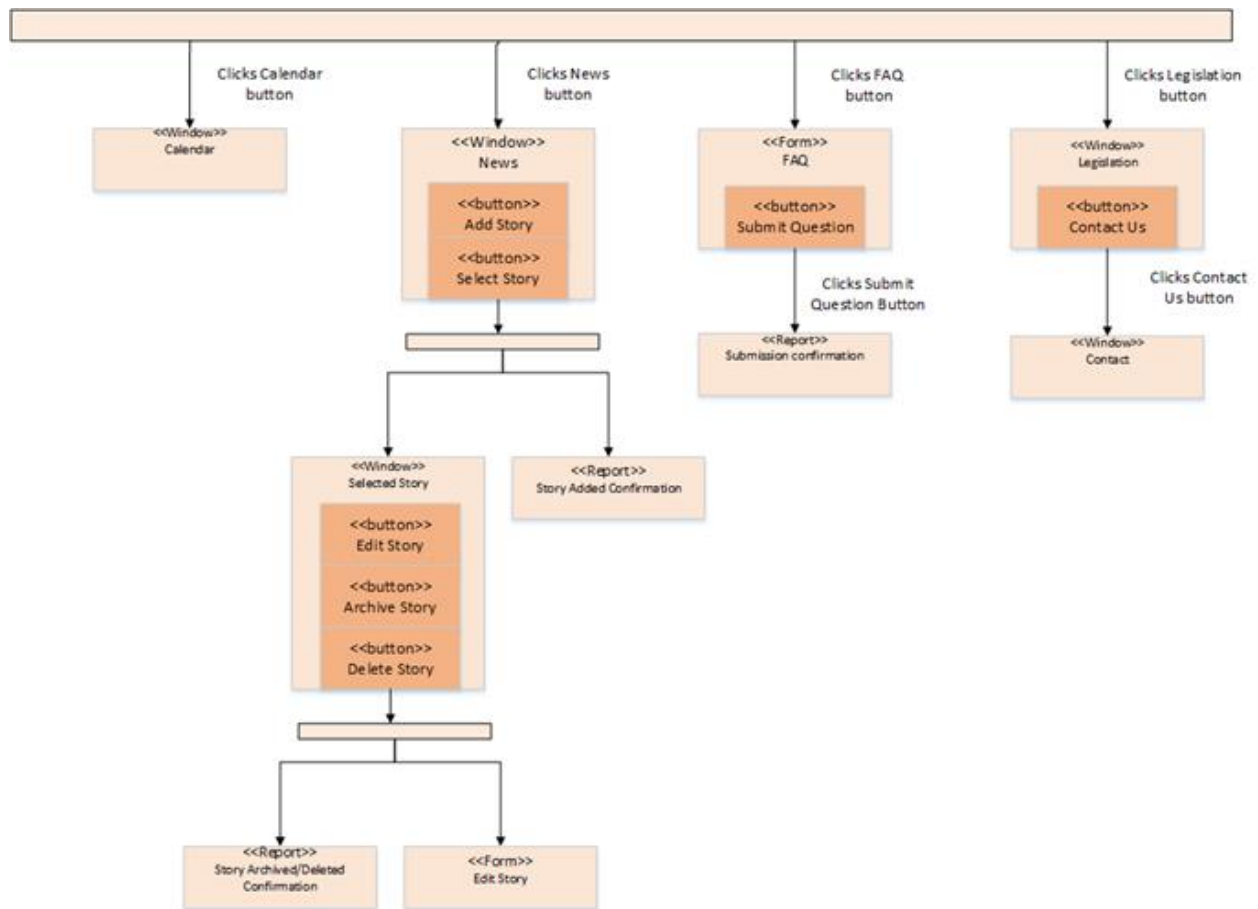 Clicks Calendar
button
Clicks News
button
Clicks FAQ
button
Clicks Legislation
button
<<Window>>
Calendar
<<Window>>
News
<<button>>
Add Story
<<button>>
Select Story
<<Form>>
FAQ
<<button>>
Submit Question
<<Window>>
Legislation
<<button>>
Contact Us
Clicks Submit
Question Button
Clicks Contact
Us button
<<Report>>
Submission confirmation
<<Window>>
Contact
<<Window>>
Selected Story
<<button>>
Edit Story
<<button>>
Archive Story
<<button>>
Delete Story
<<Report>>
Story Added Confirmation
<<Report>>
Story Archived/Deleted
Confirmation
<<Form>>
Edit Story